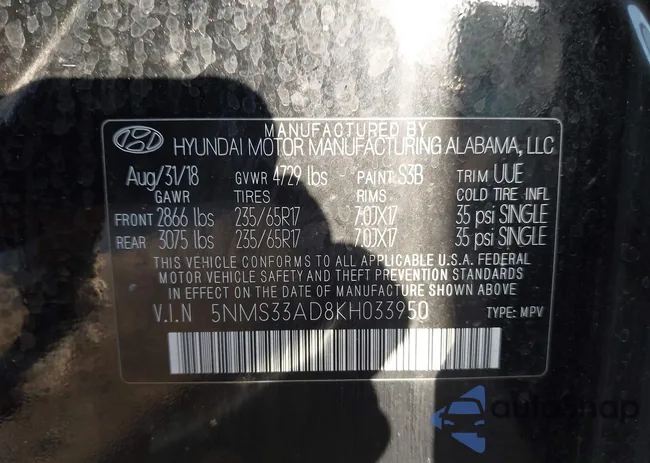 MANUFACTURED BY
HYUNDAI MOTOR MANUFACTURING ALABAMA, LLC
Aug/31/18 GVWR 4729 lbs PAINT S3B TRIM UUE
GAWR TIRES RIMS COLD TIRE INFL
FRONT 2866 lbs 235/65R17 7.0JX17 35 psi SINGLE
REAR 3075 lbs 235/65R17 7.0JX17 35 psi SINGLE
THIS VEHICLE CONFORMS TO ALL APPLICABLE U.S.A. FEDERAL
MOTOR VEHICLE SAFETY AND THEFT PREVENTION STANDARDS
IN EFFECT ON THE DATE OF MANUFACTURE SHOWN ABOVE
V.I.N 5NMS33AD8KH033950 TYPE: MPV
autoshap